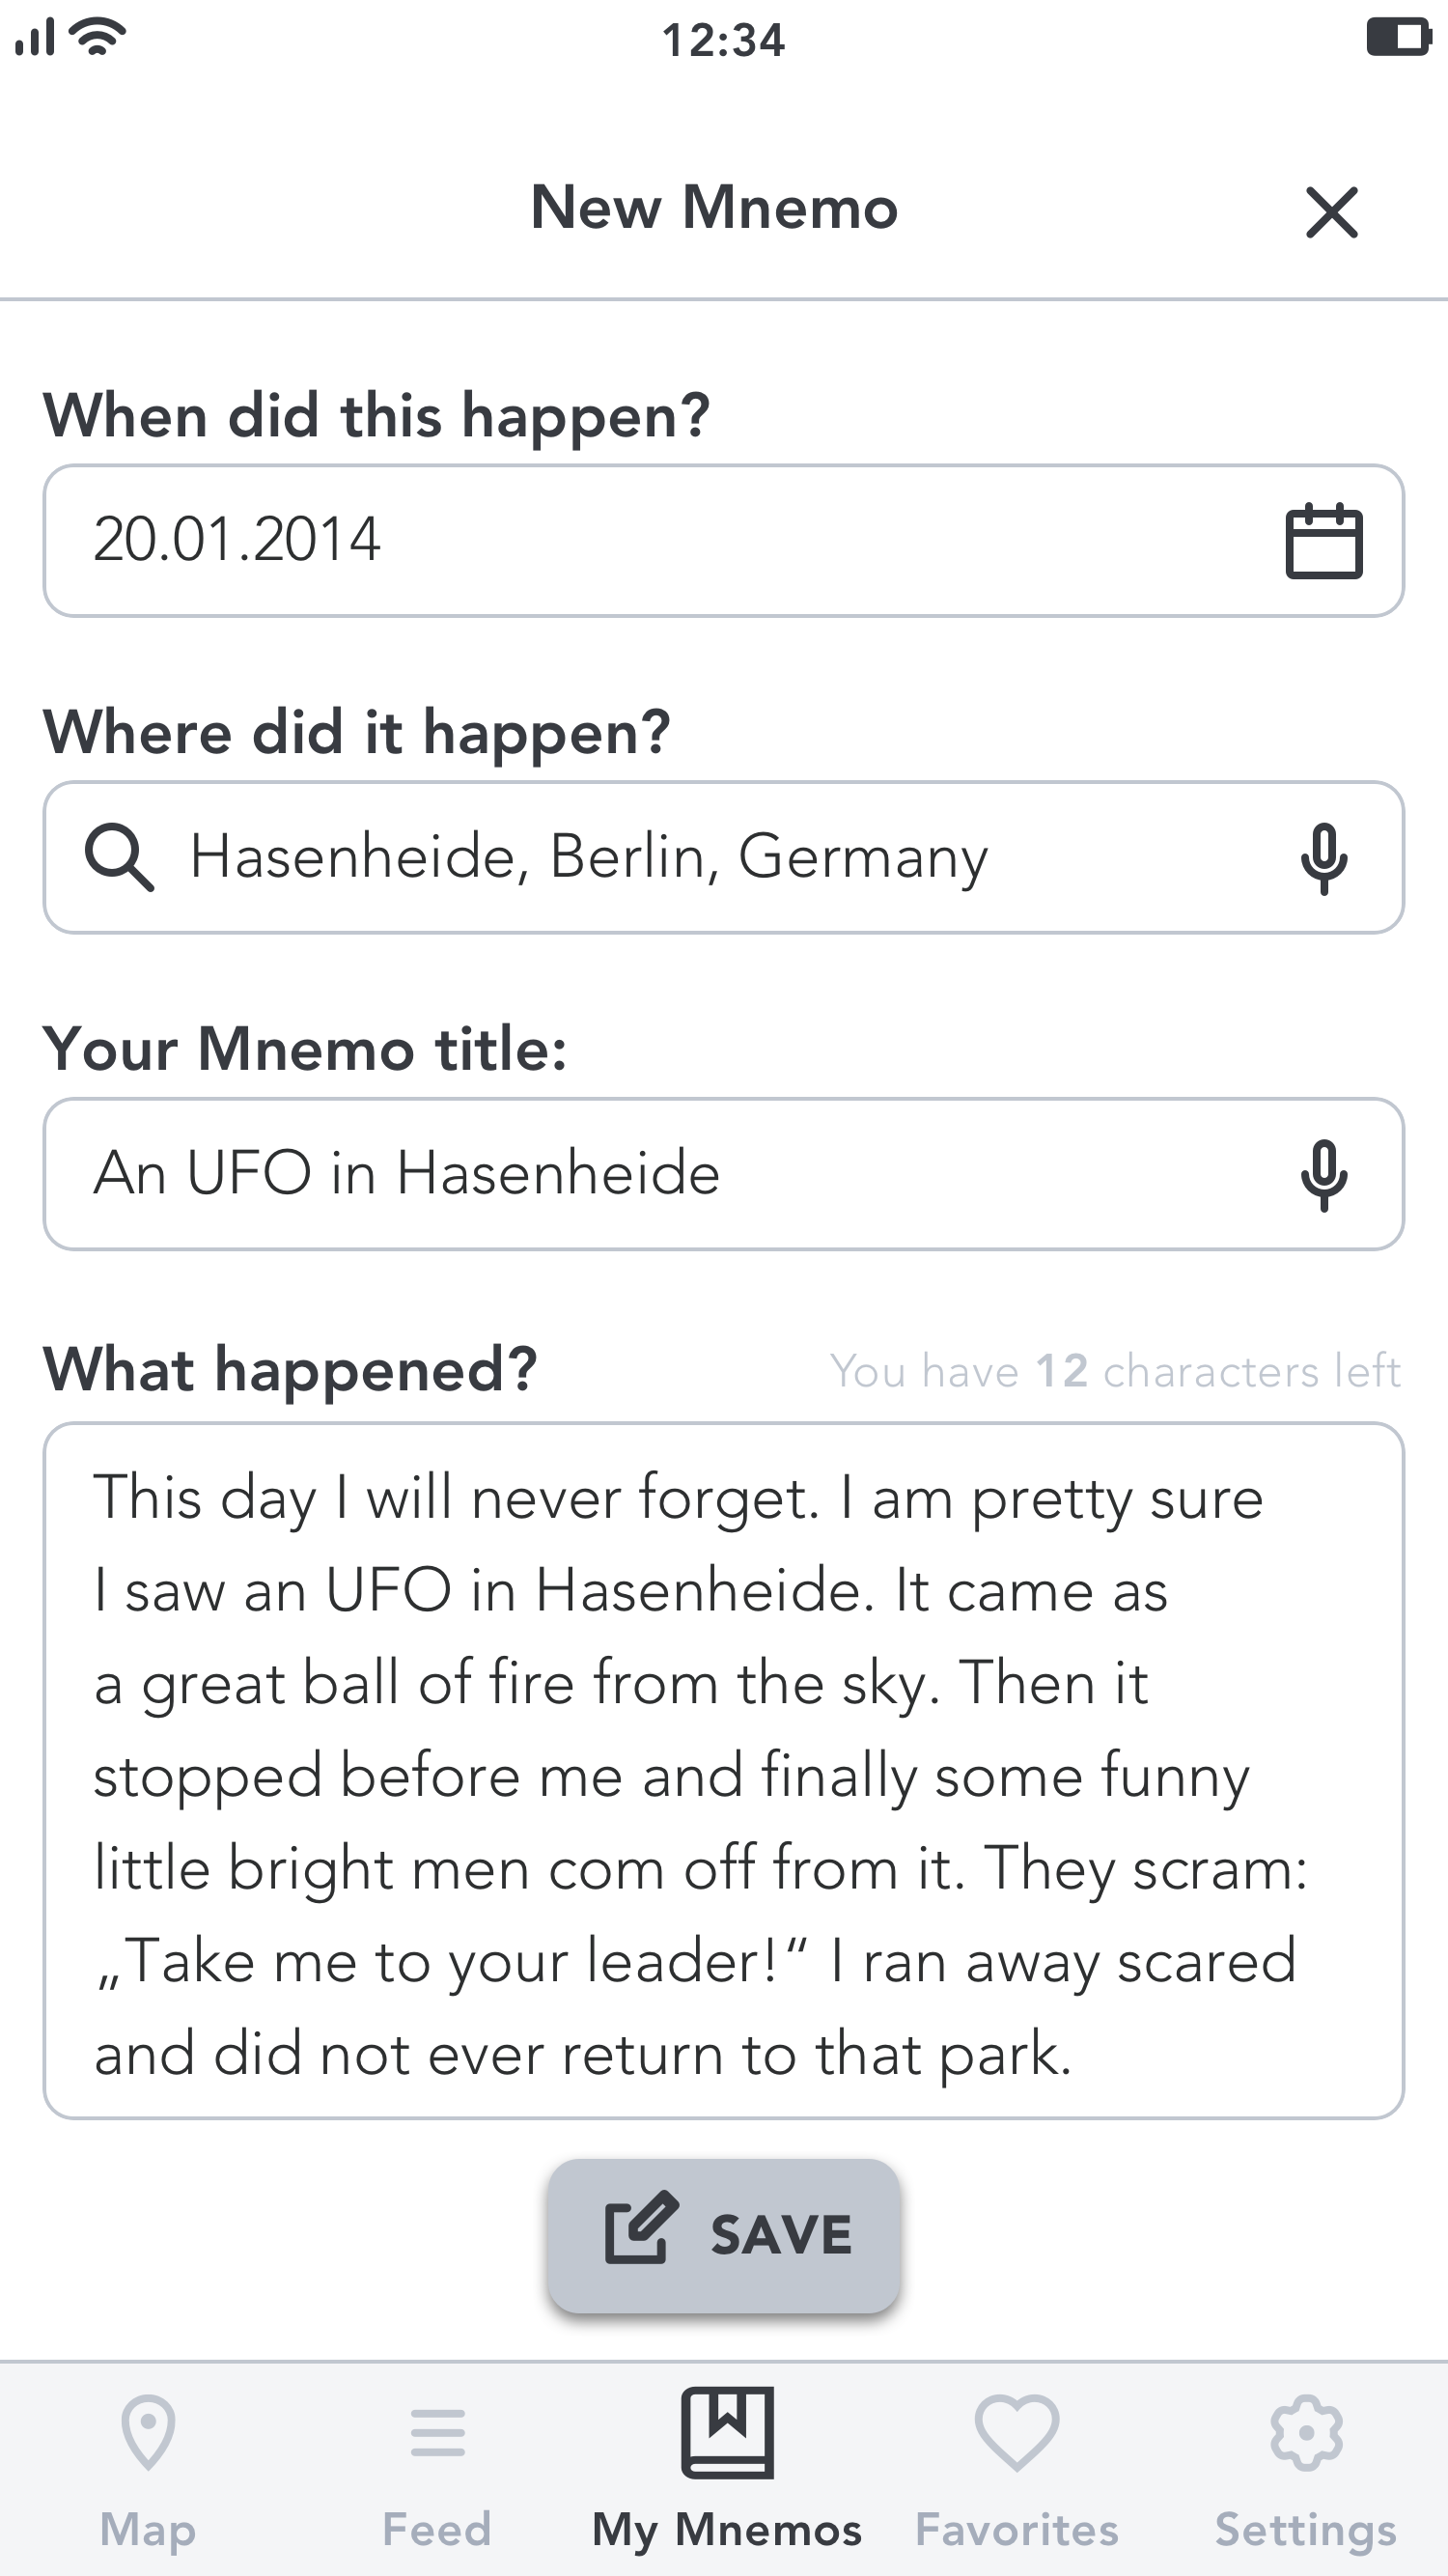 12:34
New Mnemo
When did this happen?
20.01.2014
Where did it happen?
Hasenheide, Berlin, Germany
Your Mnemo title:
An UFO in Hasenheide
What happened?
You have 12 characters left
This day I will never forget. I am pretty sure
I saw an UFO in Hasenheide. It came as
a great ball of fire from the sky. Then it
stopped before me and finally some funny
little bright men com off from it. They scram:
„Take me to your leader!“ I ran away scared
and did not ever return to that park.
SAVE
Map Feed My Mnemos Favorites Settings